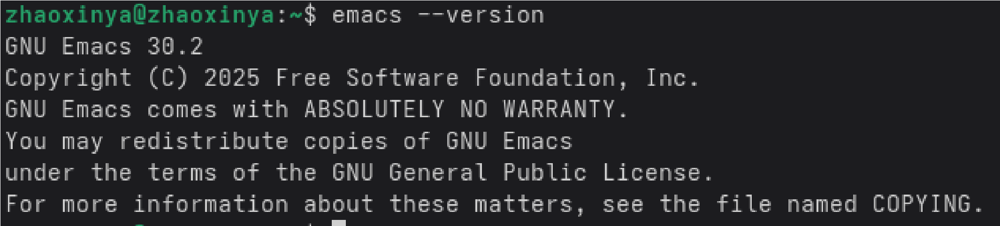 zhaoxinya@zhaoxinya:~$ emacs --version
GNU Emacs 30.2
Copyright (C) 2025 Free Software Foundation, Inc.
GNU Emacs comes with ABSOLUTELY NO WARRANTY.
You may redistribute copies of GNU Emacs
under the terms of the GNU General Public License.
For more information about these matters, see the file named COPYING.